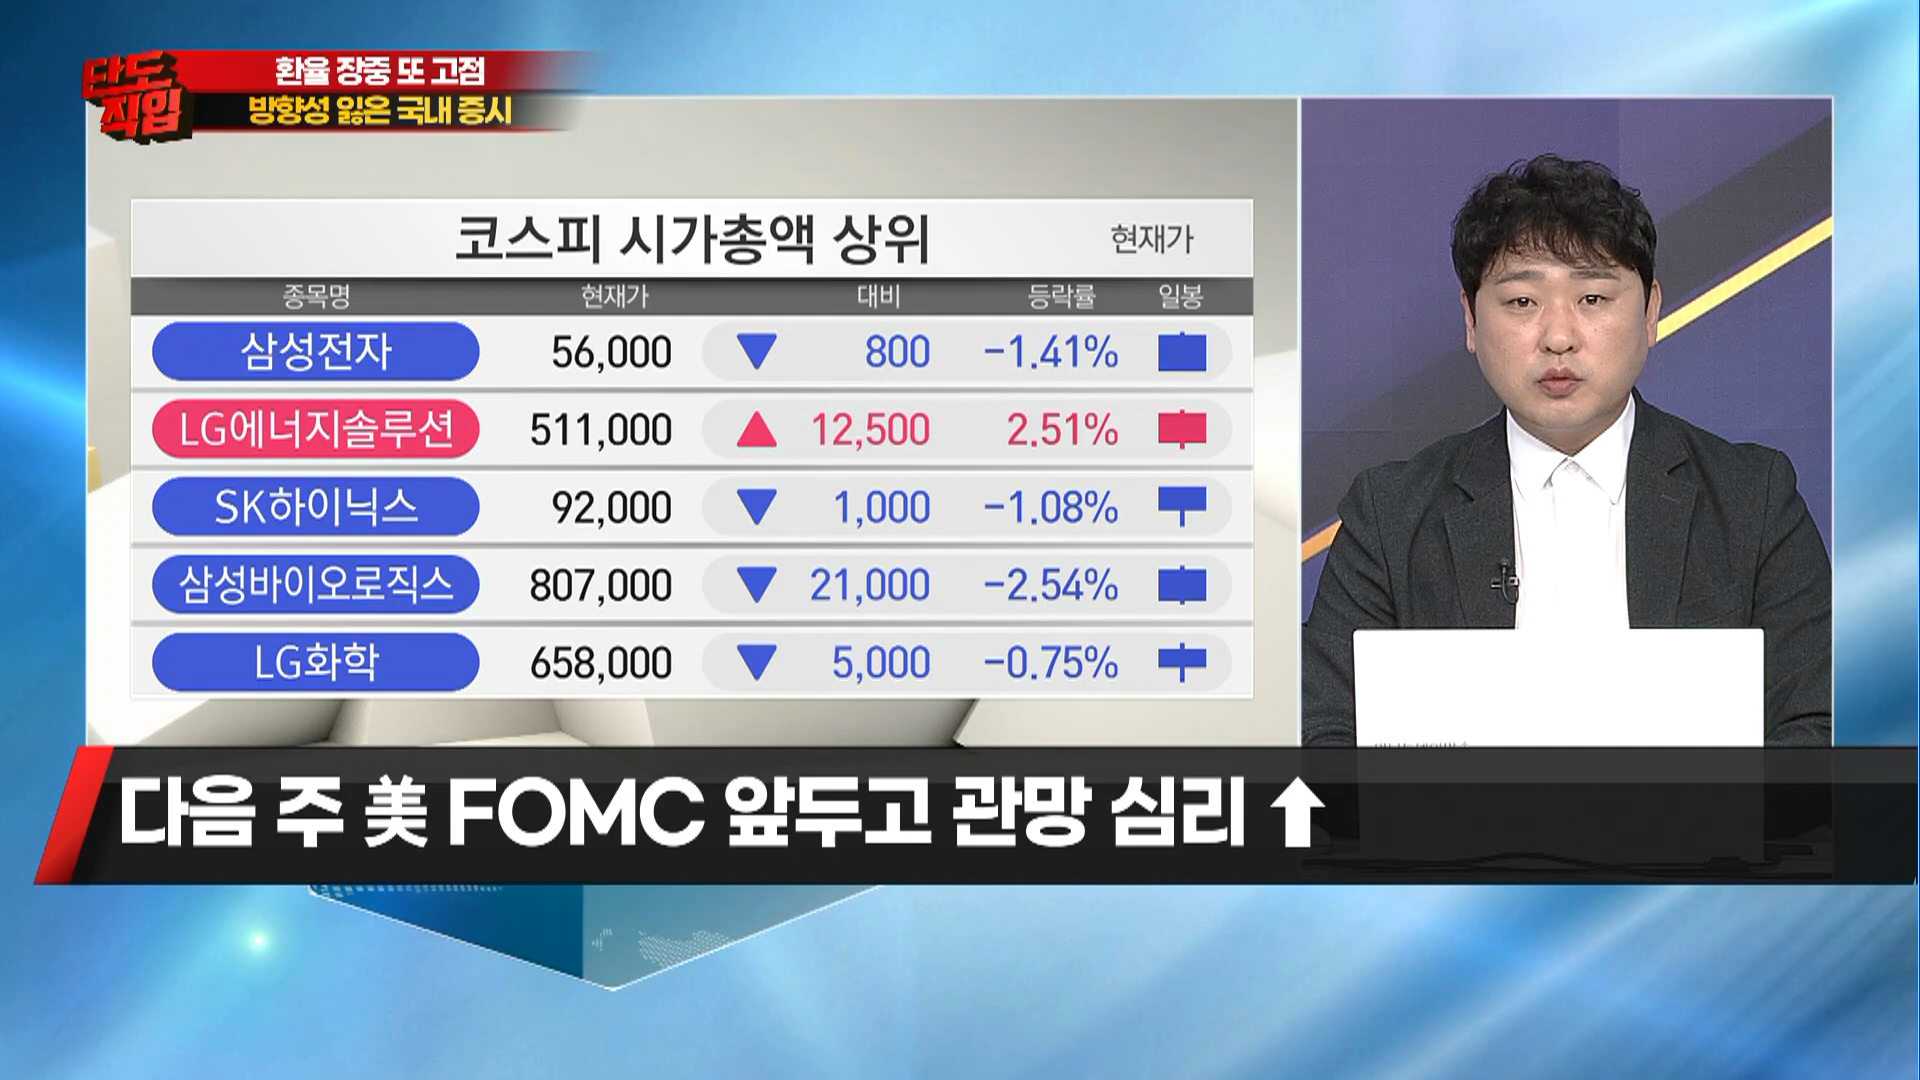 단도
직입
환율 장중 또 고점
방향성 잃은 국내 증시
코스피 시가총액 상위 현재가
종목명 현재가 대비 등락률 일봉
삼성전자 56,000 ▼ 800 -1.41%
LG에너지솔루션 511,000 ▲ 12,500 2.51%
SK하이닉스 92,000 ▼ 1,000 -1.08%
삼성바이오로직스 807,000 ▼ 21,000 -2.54%
LG화학 658,000 ▼ 5,000 -0.75%
다음 주 美 FOMC 앞두고 관망 심리 ⬆